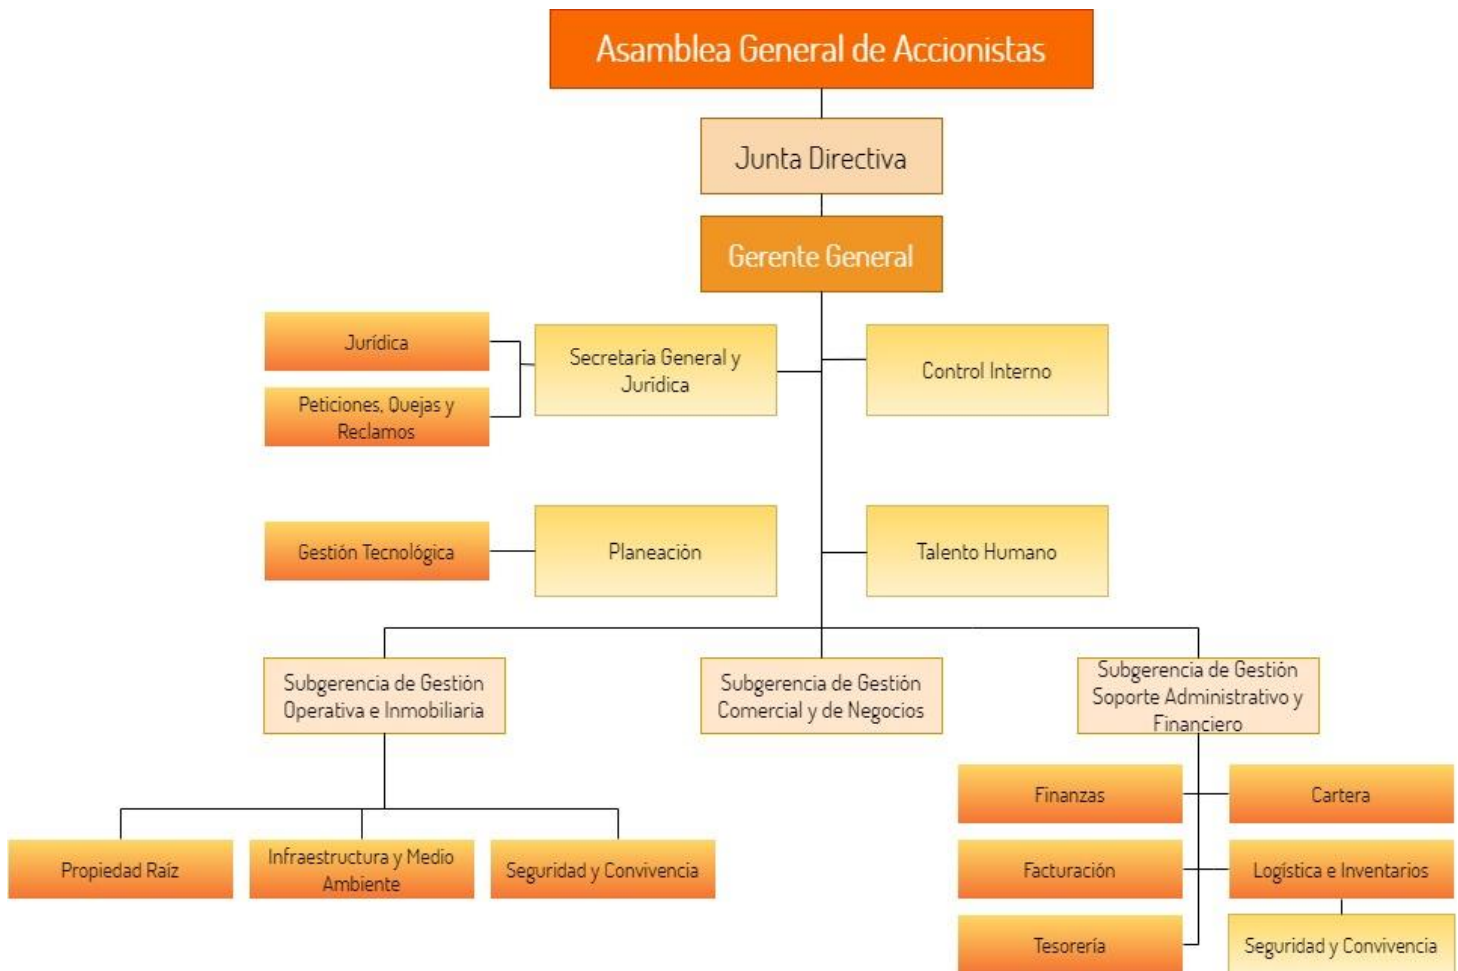 Asamblea General de Accionistas
Junta Directiva
Gerente General
Jurídica
Secretaría General y
Jurídica
Control Interno
Peticiones, Quejas y
Reclamos
Gestión Tecnológica
Planeación
Talento Humano
Subgerencia de Gestión
Operativa e Inmobiliaria
Subgerencia de Gestión
Comercial y de Negocios
Subgerencia de Gestión
Soporte Administrativo y
Financiero
Finanzas
Cartera
Propiedad Raíz
Infraestructura y Medio
Ambiente
Seguridad y Convivencia
Facturación
Logística e Inventarios
Tesorería
Seguridad y Convivencia